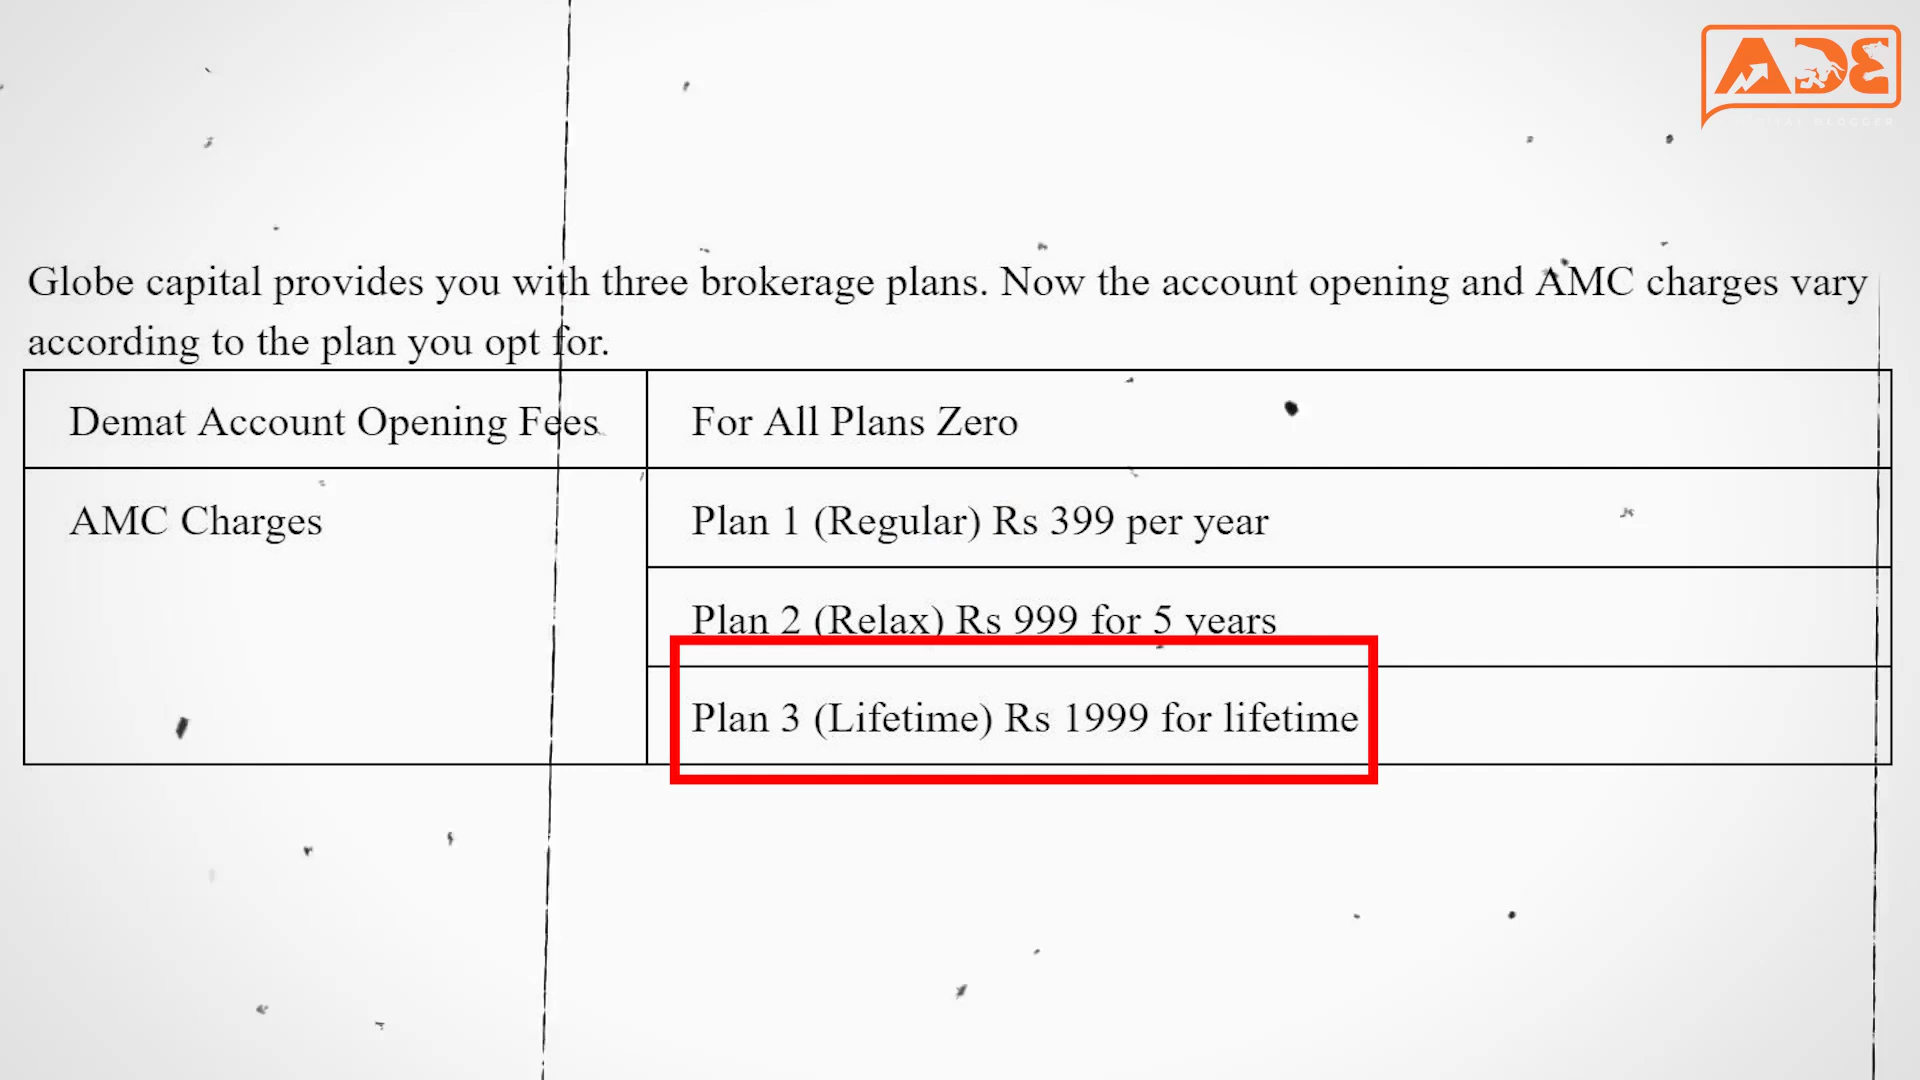 ADE
Globe capital provides you with three brokerage plans. Now the account opening and AMC charges vary
according to the plan you opt for.
Demat Account Opening Fees
For All Plans Zero
AMC Charges
Plan 1 (Regular) Rs 399 per year
Plan 2 (Relax) Rs 999 for 5 years
Plan 3 (Lifetime) Rs 1999 for lifetime